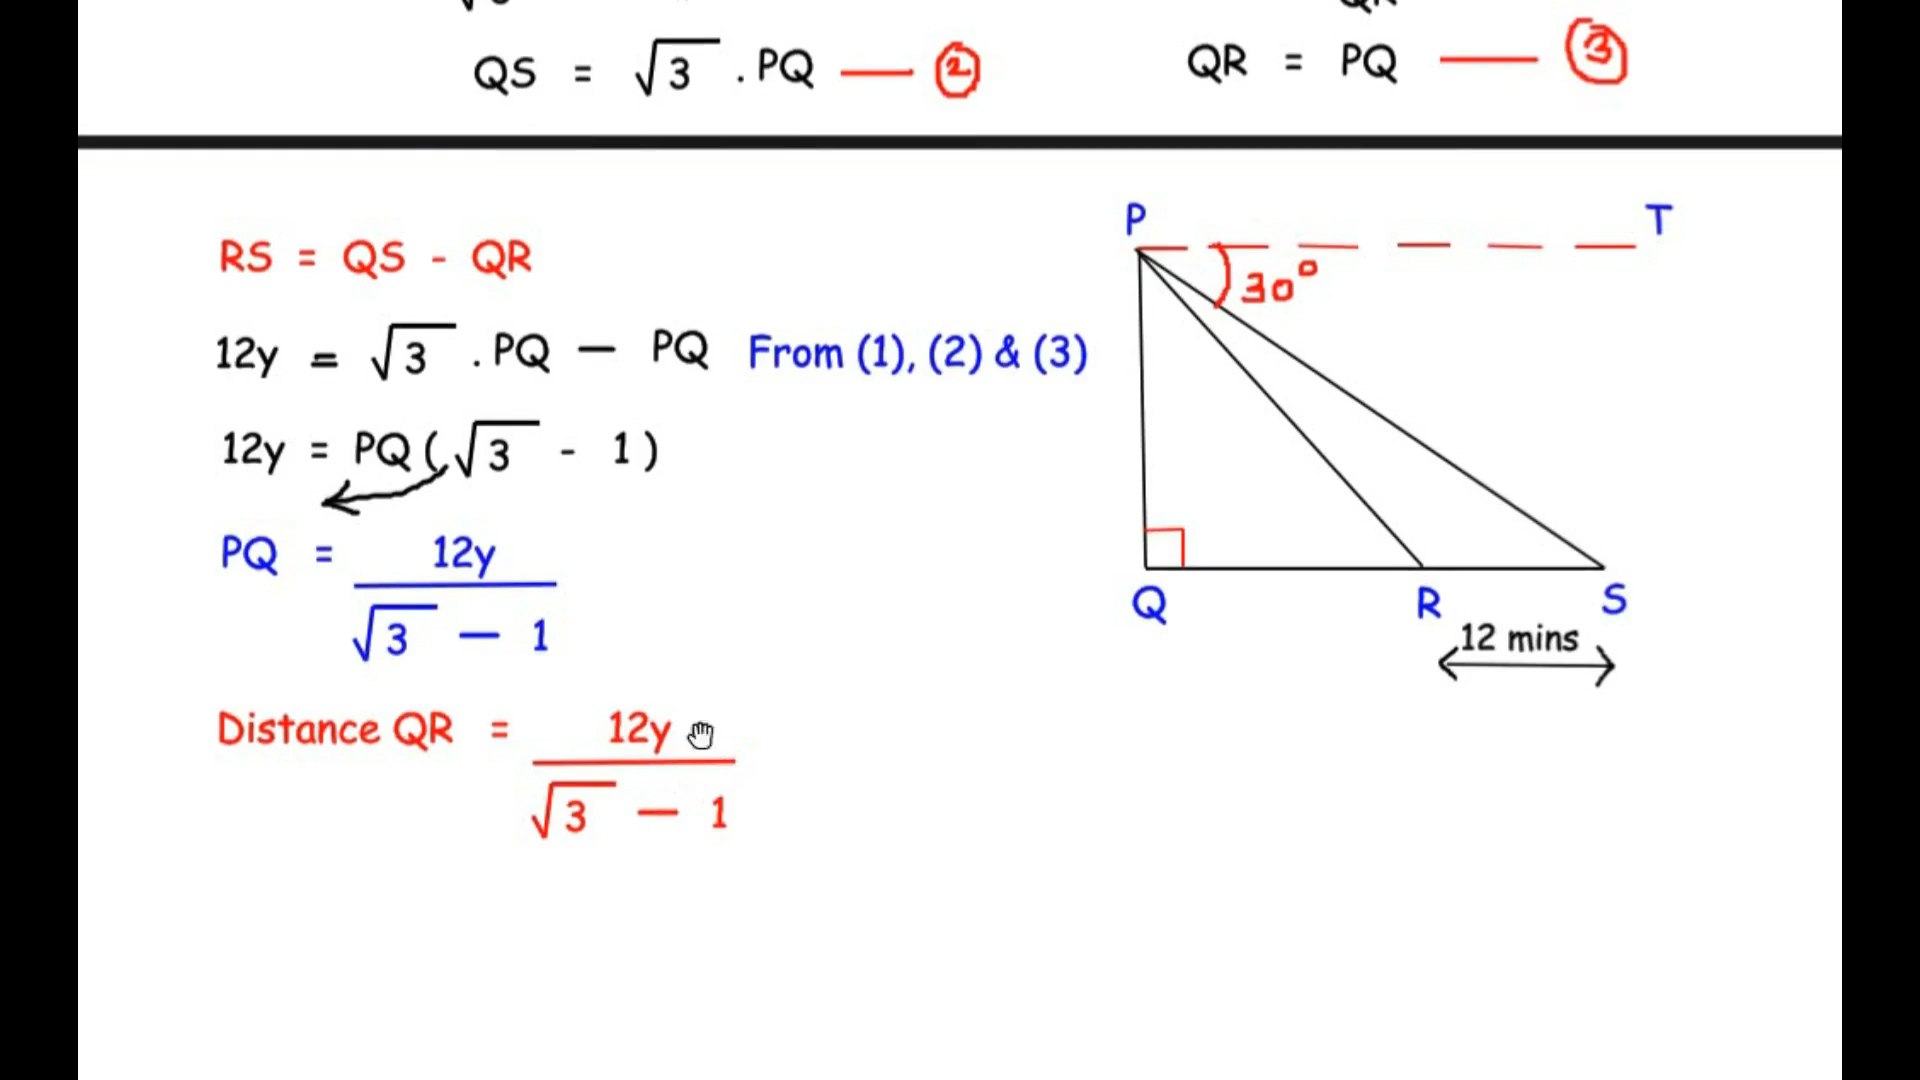 QS = √3 . PQ — 2
QR = PQ — 3
RS = QS - QR
12y = √3 . PQ — PQ From (1), (2) & (3)
12y = PQ (√3 - 1)
PQ = 12y
√3 — 1
Distance QR = 12y
√3 — 1
P T
30°
Q R S
12 mins